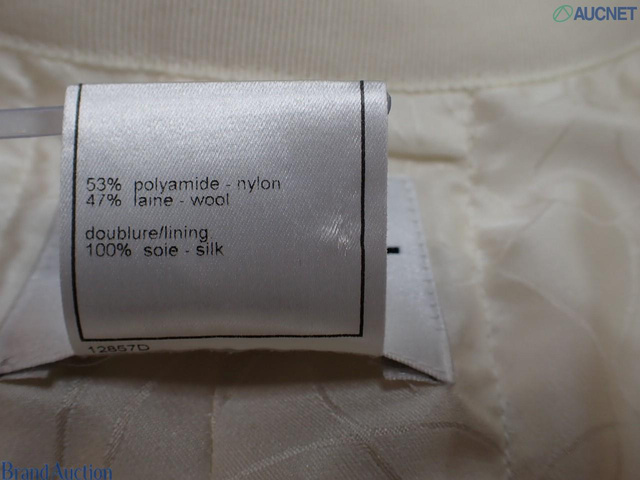 AUCNET
53% polyamide - nylon
47% laine - wool
doublure/lining
100% soie - silk
12857D
Brand Auction